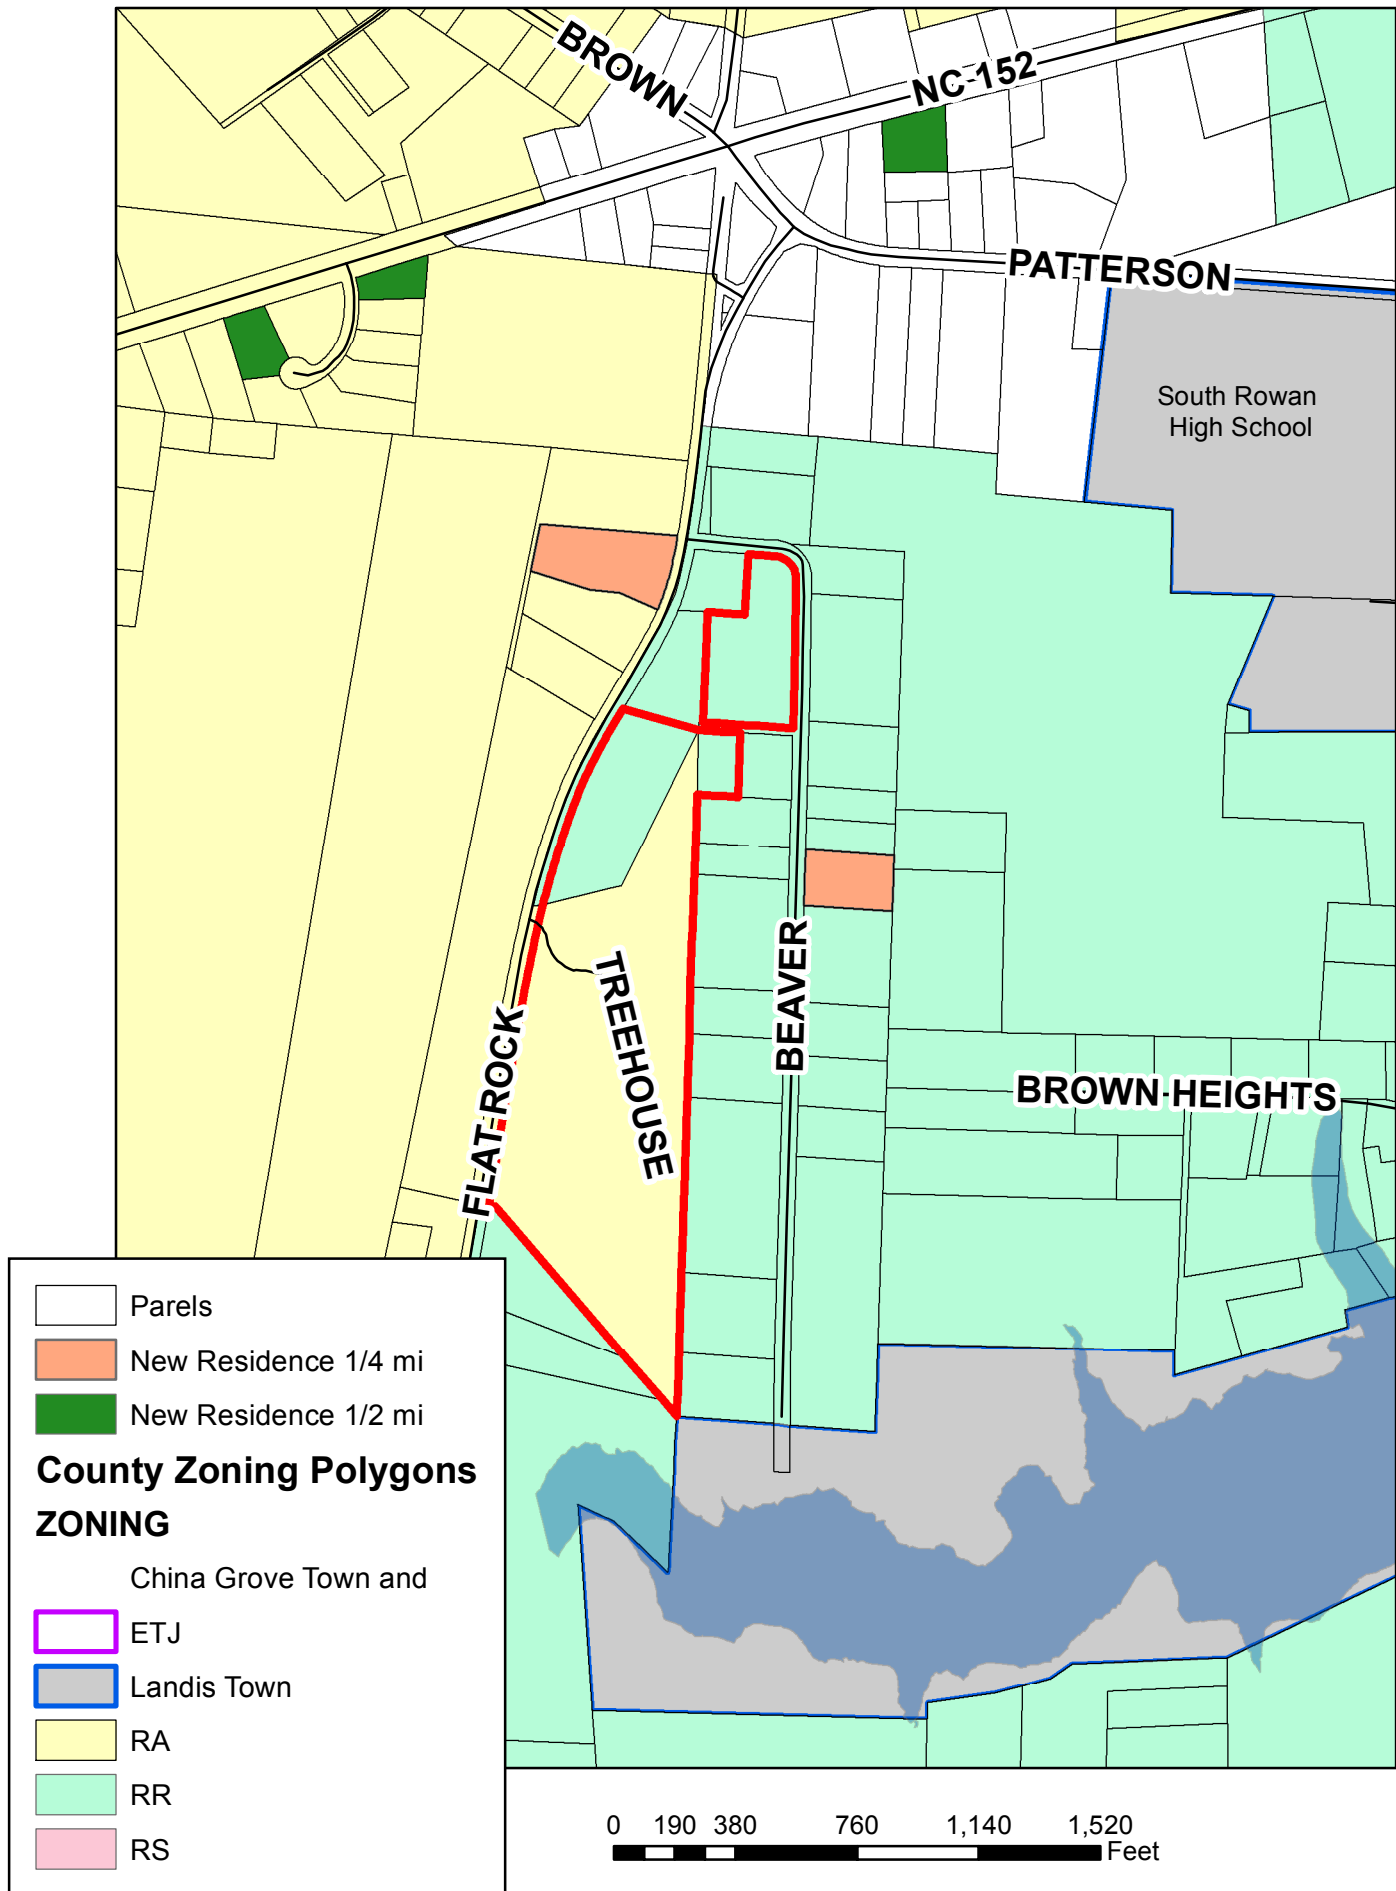 BROWN
NC 152
PATTERSON
South Rowan
High School
TREEHOUSE
BEAVER
FLAT ROCK
BROWN HEIGHTS
Parels
New Residence 1/4 mi
New Residence 1/2 mi
County Zoning Polygons
ZONING
China Grove Town and
ETJ
Landis Town
RA
RR
RS
0 190 380 760 1,140 1,520
Feet